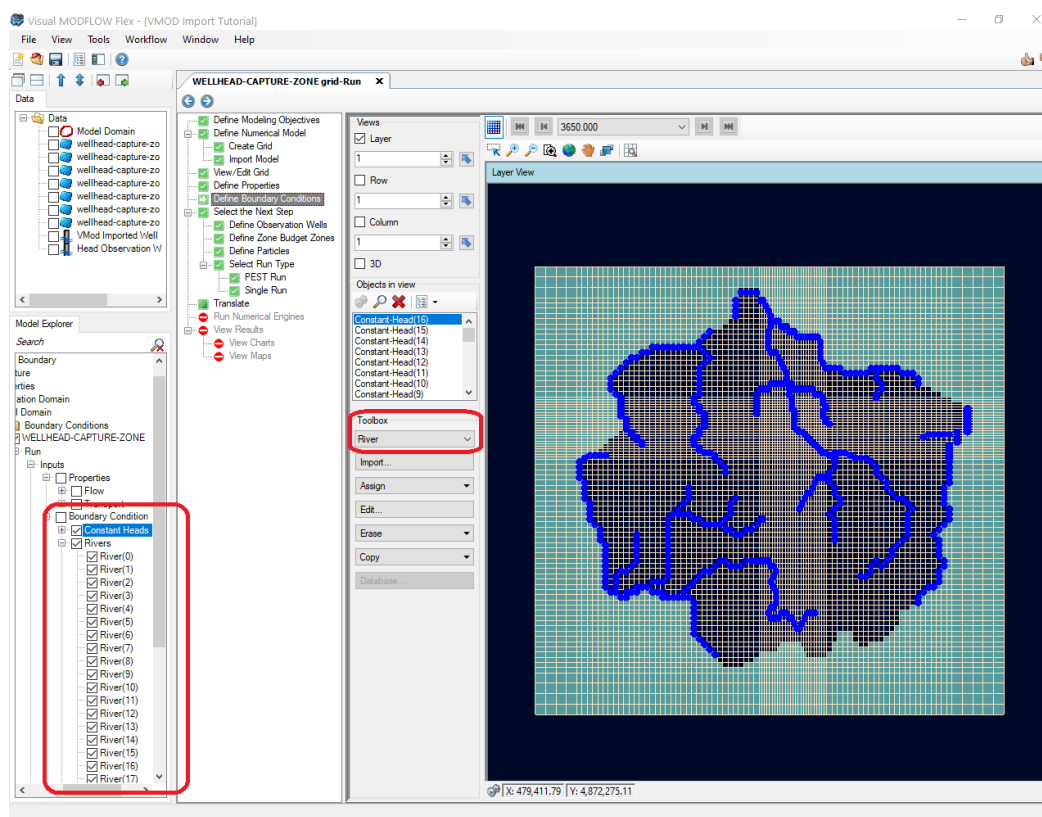 Visual MODFLOW Flex - [VMOD Import Tutorial]
File View Tools Workflow Window Help
Data
Data
Model Domain
wellhead-capture-zo
wellhead-capture-zo
wellhead-capture-zo
wellhead-capture-zo
wellhead-capture-zo
wellhead-capture-zo
wellhead-capture-zo
VMod Imported Well
Head Observation W
Model Explorer
Search
Boundary
ture
erties
ation Domain
l Domain
Boundary Conditions
WELLHEAD-CAPTURE-ZONE
Run
Inputs
Properties
Flow
Transport
Boundary Condition
Constant Heads
Rivers
River(0)
River(1)
River(2)
River(3)
River(4)
River(5)
River(6)
River(7)
River(8)
River(9)
River(10)
River(11)
River(12)
River(13)
River(14)
River(15)
River(16)
River(17)
WELLHEAD-CAPTURE-ZONE grid-Run X
Define Modeling Objectives
Define Numerical Model
Create Grid
Import Model
View/Edit Grid
Define Properties
Define Boundary Conditions
Select the Next Step
Define Observation Wells
Define Zone Budget Zones
Define Particles
Select Run Type
PEST Run
Single Run
Translate
Run Numerical Engines
View Results
View Charts
View Maps
Views
Layer
1
Row
1
Column
1
3D
Objects in view
Constant-Head(16)
Constant-Head(15)
Constant-Head(14)
Constant-Head(13)
Constant-Head(12)
Constant-Head(11)
Constant-Head(10)
Constant-Head(9)
Toolbox
River
Import...
Assign
Edit...
Erase
Copy
Database...
3650.000
Layer View
X: 479,411.79 Y: 4,872,275.11